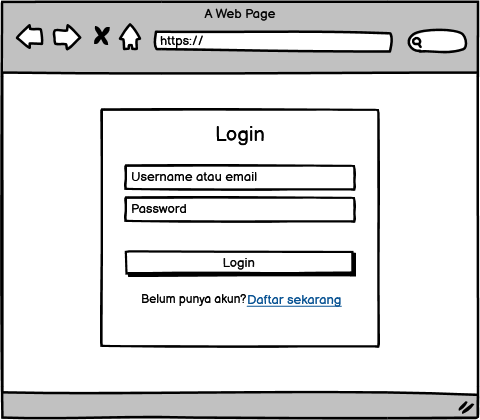 A Web Page
https://
Login
Username atau email
Password
Login
Belum punya akun? Daftar sekarang